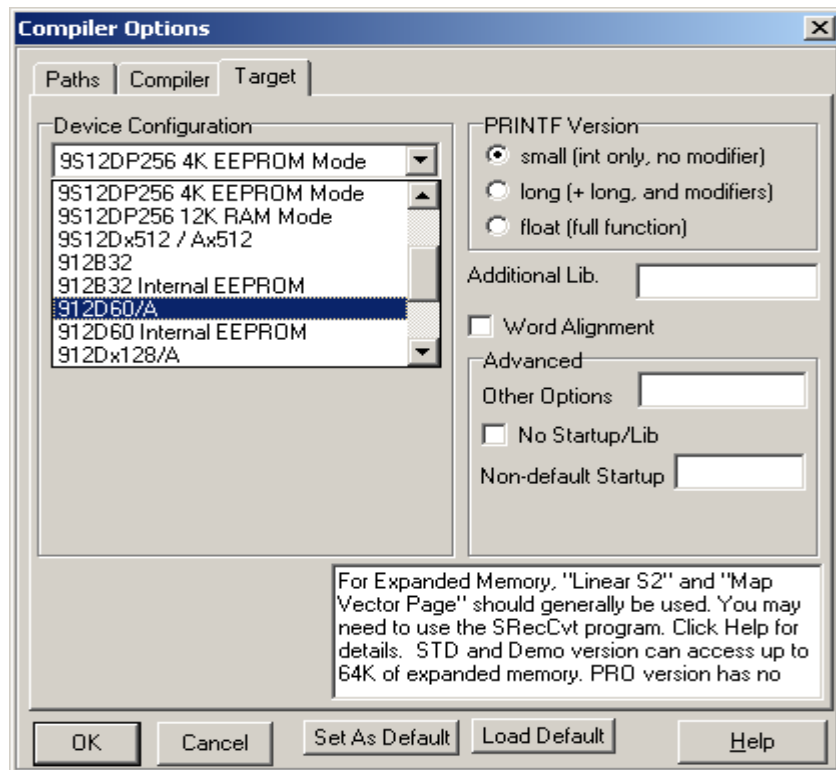 Compiler Options
Paths
Compiler
Target
Device Configuration
9S12DP256 4K EEPROM Mode
9S12DP256 4K EEPROM Mode
9S12DP256 12K RAM Mode
9S12Dx512 / Ax512
912B32
912B32 Internal EEPROM
912D60/A
912D60 Internal EEPROM
912Dx128/A
PRINTF Version
small (int only, no modifier)
long (+ long, and modifiers)
float (full function)
Additional Lib.
Word Alignment
Advanced
Other Options
No Startup/Lib
Non-default Startup
For Expanded Memory, "Linear S2" and "Map
Vector Page" should generally be used. You may
need to use the SRecCvt program. Click Help for
details. STD and Demo version can access up to
64K of expanded memory. PRO version has no
OK
Cancel
Set As Default
Load Default
Help